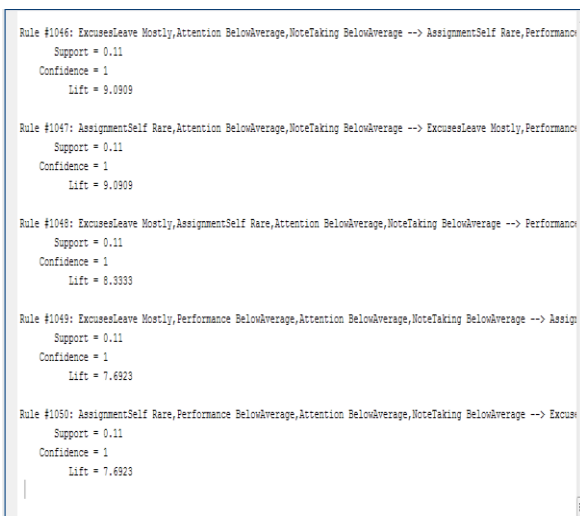 Rule #1046: ExcusesLeave Mostly,Attention BelowAverage,NoteTaking BelowAverage --> AssignmentSelf Rare,Performance
Support = 0.11
Confidence = 1
Lift = 9.0909
Rule #1047: AssignmentSelf Rare,Attention BelowAverage,NoteTaking BelowAverage --> ExcusesLeave Mostly,Performance
Support = 0.11
Confidence = 1
Lift = 9.0909
Rule #1048: ExcusesLeave Mostly,AssignmentSelf Rare,Attention BelowAverage,NoteTaking BelowAverage --> Performance
Support = 0.11
Confidence = 1
Lift = 8.3333
Rule #1049: ExcusesLeave Mostly,Performance BelowAverage,Attention BelowAverage,NoteTaking BelowAverage --> Assign
Support = 0.11
Confidence = 1
Lift = 7.6923
Rule #1050: AssignmentSelf Rare,Performance BelowAverage,Attention BelowAverage,NoteTaking BelowAverage --> Excuse
Support = 0.11
Confidence = 1
Lift = 7.6923